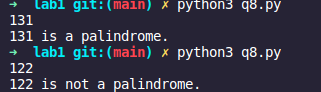 ➜ lab1 git:(main) ✗ python3 q8.py
131
131 is a palindrome.
➜ lab1 git:(main) ✗ python3 q8.py
122
122 is not a palindrome.